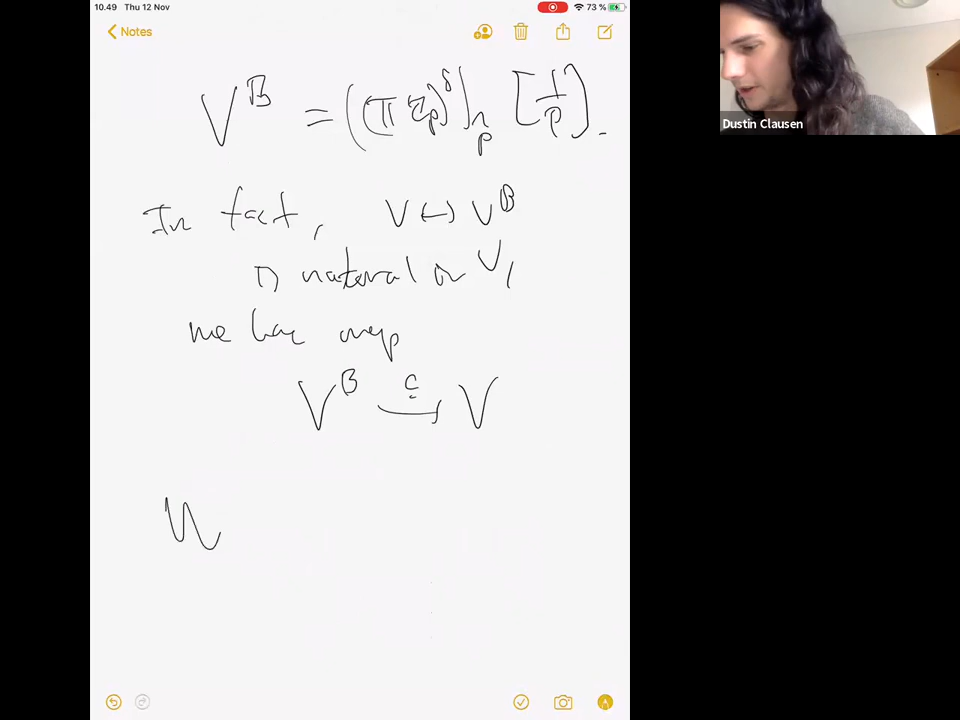 10.49 Thu 12 Nov
73 %
Notes
V^B = ((∏ ℤ_p)^δ)^∧_p [1/p].
In fact, V ↦ V^B
is natural in V,
we have map
V^B —c→ V
Dustin Clausen